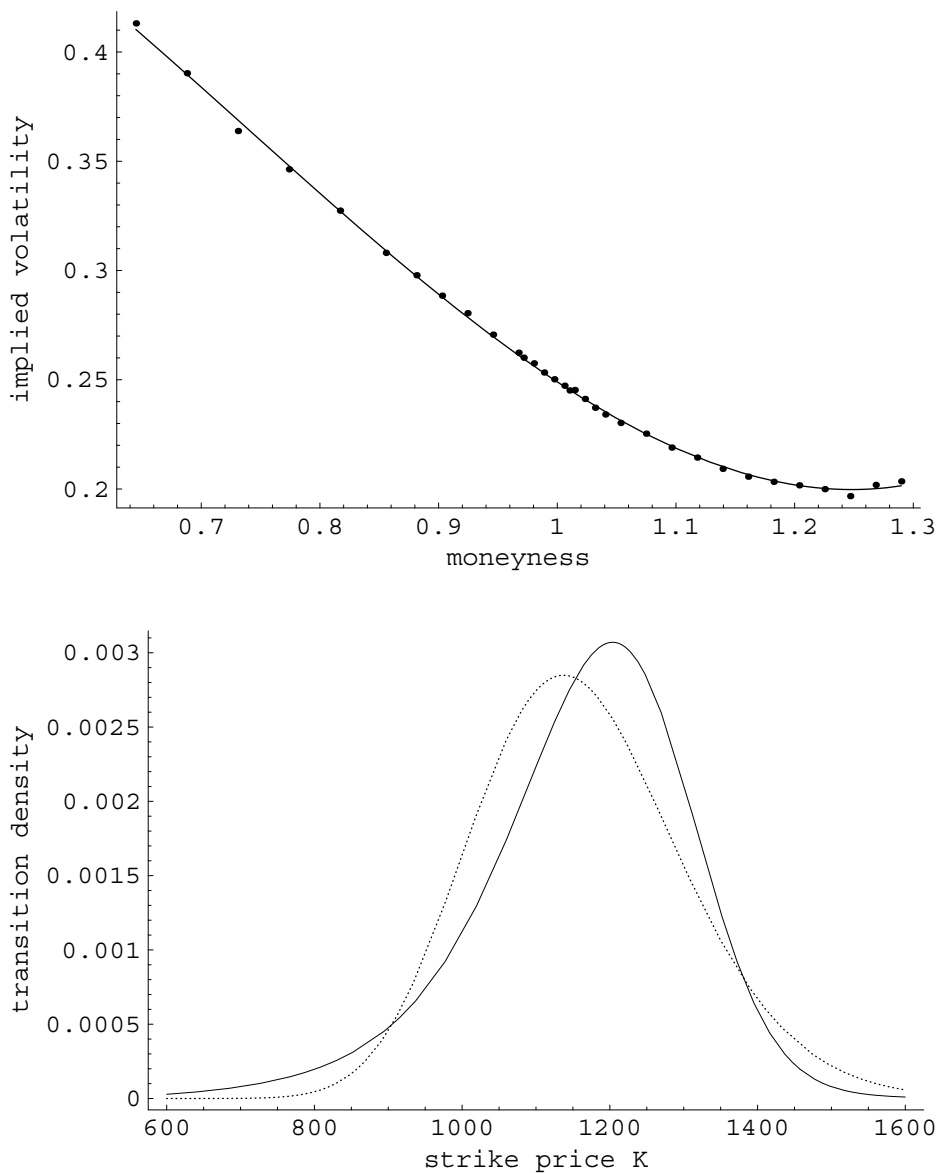 0.4
0.35
0.3
0.25
0.2
implied volatility
0.7 0.8 0.9 1 1.1 1.2 1.3
moneyness
0.003
0.0025
0.002
0.0015
0.001
0.0005
0
transition density
600 800 1000 1200 1400 1600
strike price K